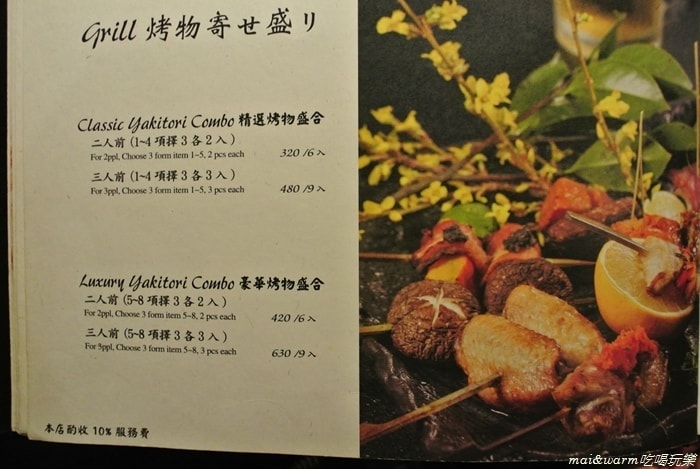 Grill 烤物寄せ盛り
Classic Yakitori Combo 精選烤物盛合
二人前 (1~4 項擇 3 各 2 入)
For 2ppl, Choose 3 form item 1~5, 2 pcs each 320 /6入
三人前 (1~4 項擇 3 各 3 入)
For 3ppl, Choose 3 form item 1~5, 3 pcs each 480 /9入
Luxury Yakitori Combo 豪華烤物盛合
二人前 (5~8 項擇 3 各 2 入)
For 2ppl, Choose 3 form item 5~8, 2 pcs each 420 /6入
三人前 (5~8 項擇 3 各 3 入)
For 3ppl, Choose 3 form item 5~8, 3 pcs each 630 /9入
本店酌收 10% 服務費
mai&warm吃喝玩樂